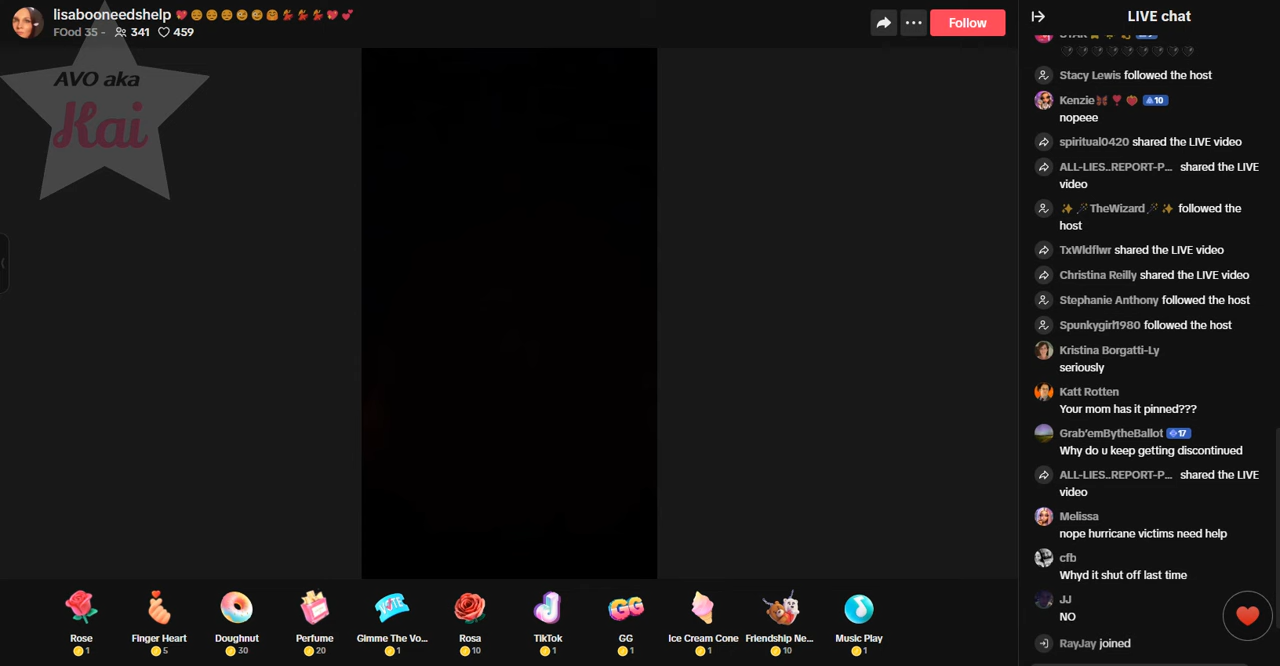 lisabooneedshelp
FOod 35 - 341 459
AVO aka
Kai
Follow
LIVE chat
Stacy Lewis followed the host
Kenzie 10
nopeee
spiritual0420 shared the LIVE video
ALL-LIES..REPORT-P... shared the LIVE
video
TheWizard followed the
host
TxWldflwr shared the LIVE video
Christina Reilly shared the LIVE video
Stephanie Anthony followed the host
Spunkygirl1980 followed the host
Kristina Borgatti-Ly
seriously
Katt Rotten
Your mom has it pinned???
Grab'emBytheBallot 17
Why do u keep getting discontinued
ALL-LIES..REPORT-P... shared the LIVE
video
Melissa
nope hurricane victims need help
cfb
Whyd it shut off last time
JJ
NO
RayJay joined
VOTE
GG
Rose Finger Heart Doughnut Perfume Gimme The Vo... Rosa TikTok GG Ice Cream Cone Friendship Ne... Music Play
1 5 30 20 1 10 1 1 1 10 1